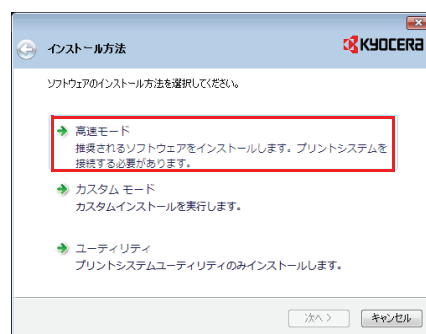 インストール方法
KYOCERA
ソフトウェアのインストール方法を選択してください。
高速モード
推奨されるソフトウェアをインストールします。プリントシステムを
接続する必要があります。
カスタム モード
カスタムインストールを実行します。
ユーティリティ
プリントシステムユーティリティのみインストールします。
次へ >
キャンセル